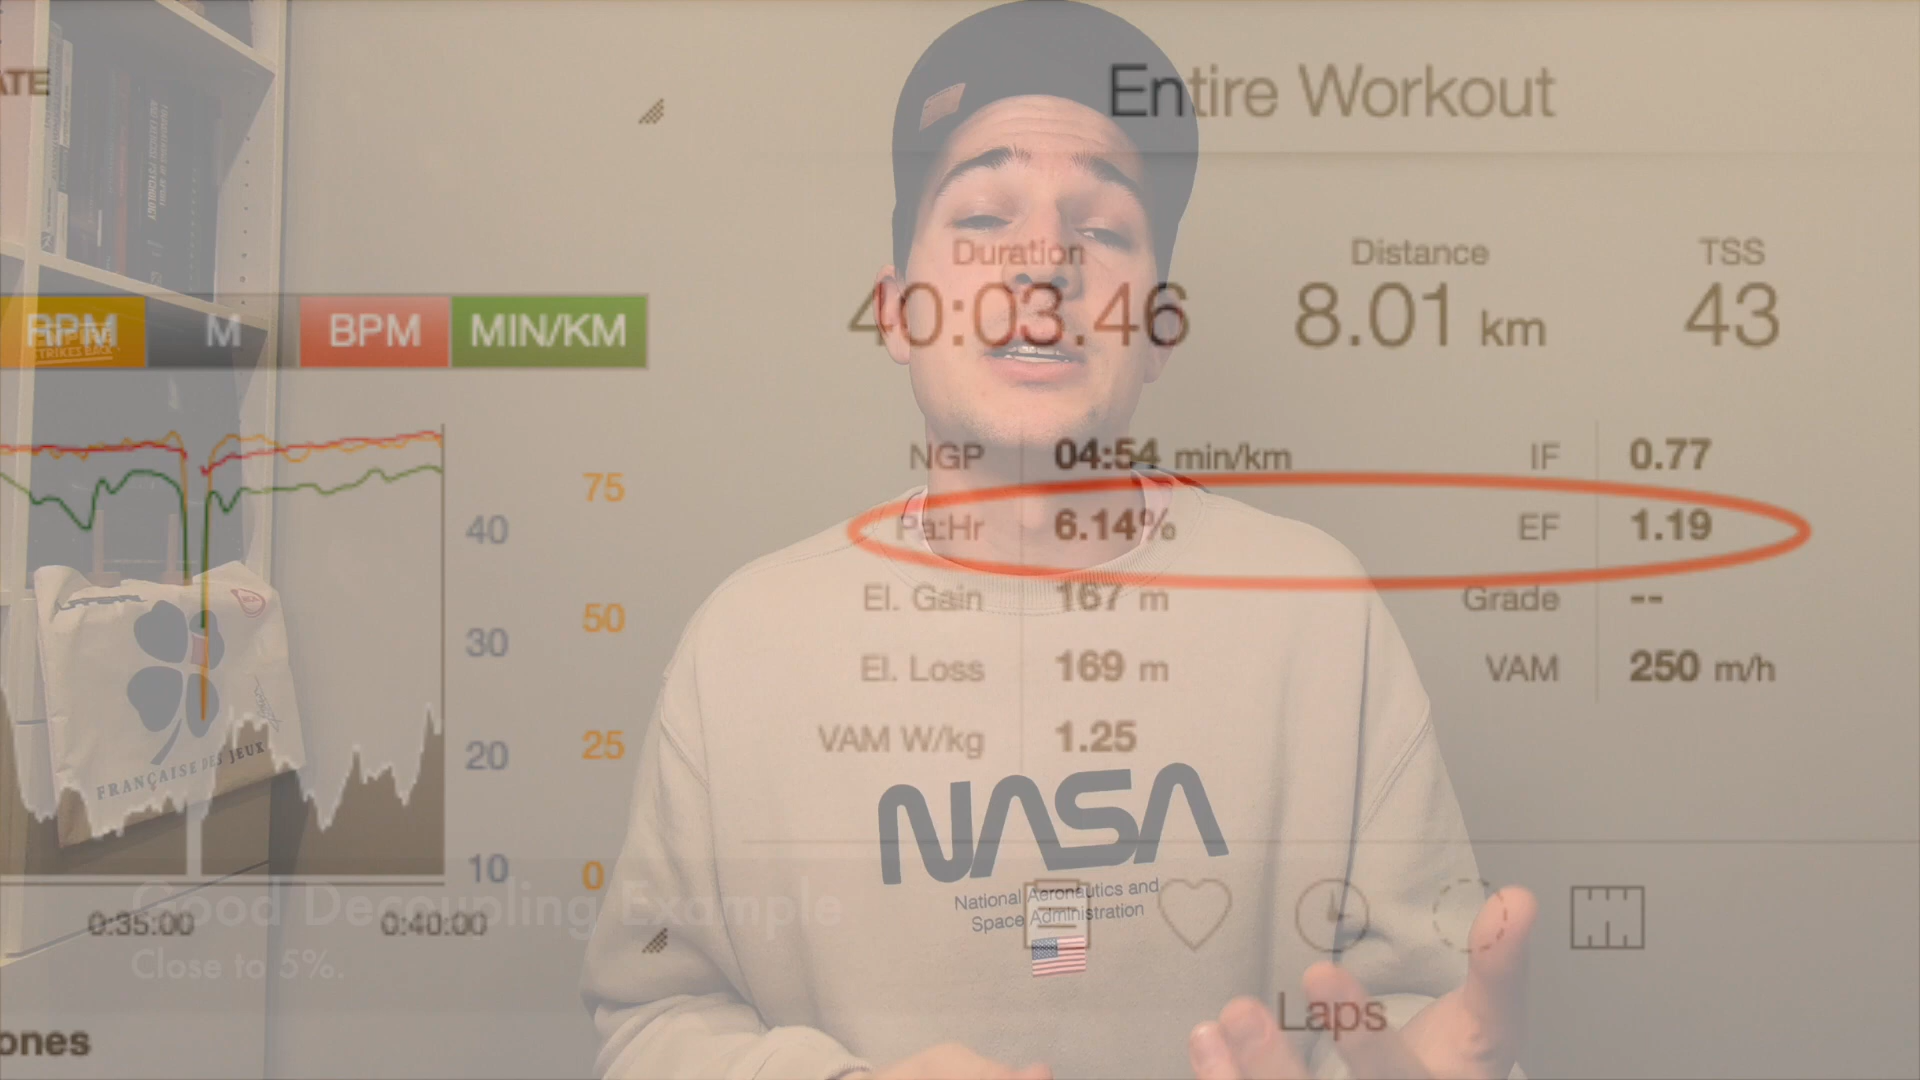 ATE
Entire Workout
Duration
Distance
TSS
40:03.46
8.01 km
43
RPM
M
BPM
MIN/KM
STRIKES BACK
NGP 04:54 min/km
IF 0.77
Pa:Hr 6.14%
EF 1.19
El. Gain 167 m
Grade --
El. Loss 169 m
VAM 250 m/h
VAM W/kg 1.25
75
40
50
30
25
20
10
0
0:35:00
0:40:00
FRANÇAISE DES JEUX
NASA
National Aeronautics and
Space Administration
Good Decoupling Example
Close to 5%.
Laps
ones